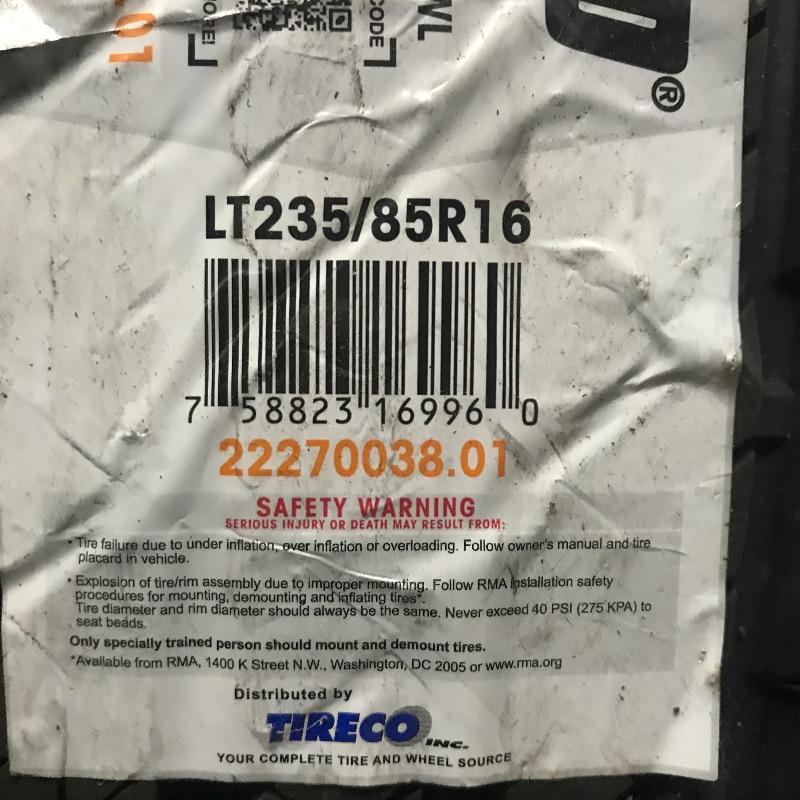 .01
MORE!
CODE
WL
®
LT235/85R16
7 58823 16996 0
22270038.01
SAFETY WARNING
SERIOUS INJURY OR DEATH MAY RESULT FROM:
• Tire failure due to under inflation, over inflation or overloading. Follow owner's manual and tire
placard in vehicle.
• Explosion of tire/rim assembly due to improper mounting. Follow RMA installation safety
procedures for mounting, demounting and inflating tires*.
Tire diameter and rim diameter should always be the same. Never exceed 40 PSI (275 KPA) to
seat beads.
Only specially trained person should mount and demount tires.
*Available from RMA, 1400 K Street N.W., Washington, DC 2005 or www.rma.org
Distributed by
TIRECO INC.
YOUR COMPLETE TIRE AND WHEEL SOURCE